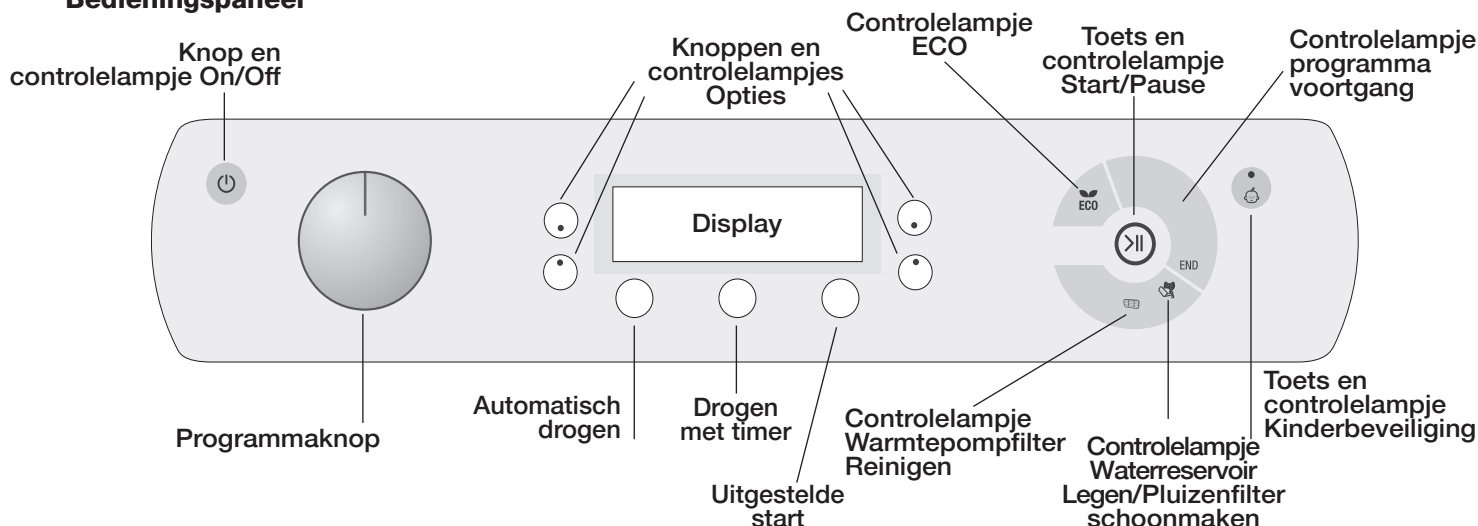 Bedieningspaneel
Knop en
controlelampje On/Off
Knoppen en
controlelampjes
Opties
Controlelampje
ECO
Toets en
controlelampje
Start/Pause
Controlelampje
programma
voortgang
Display
ECO
END
Programmaknop
Automatisch
drogen
Drogen
met timer
Uitgestelde
start
Controlelampje
Warmtepompfilter
Reinigen
Controlelampje
Waterreservoir
Legen/Pluizenfilter
schoonmaken
Toets en
controlelampje
Kinderbeveiliging